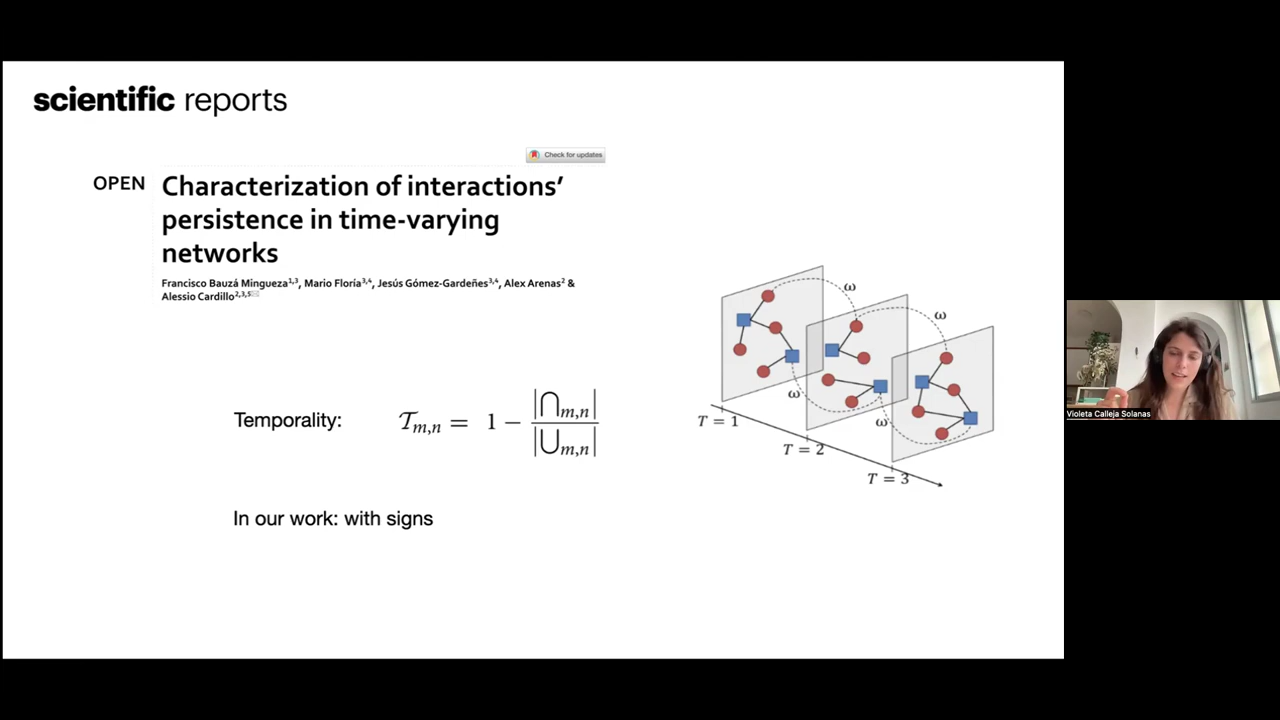 scientific reports
Check for updates
OPEN
Characterization of interactions’
persistence in time-varying
networks
Francisco Bauzá Mingueza1,3, Mario Floría3,4, Jesús Gómez-Gardeñes3,4, Alex Arenas2 &
Alessio Cardillo2,3,5
Temporality: 𝒯m,n = 1 − |⋂m,n| / |⋃m,n|
In our work: with signs
ω
ω
ω
ω
T = 1
T = 2
T = 3
Violeta Calleja Solanas